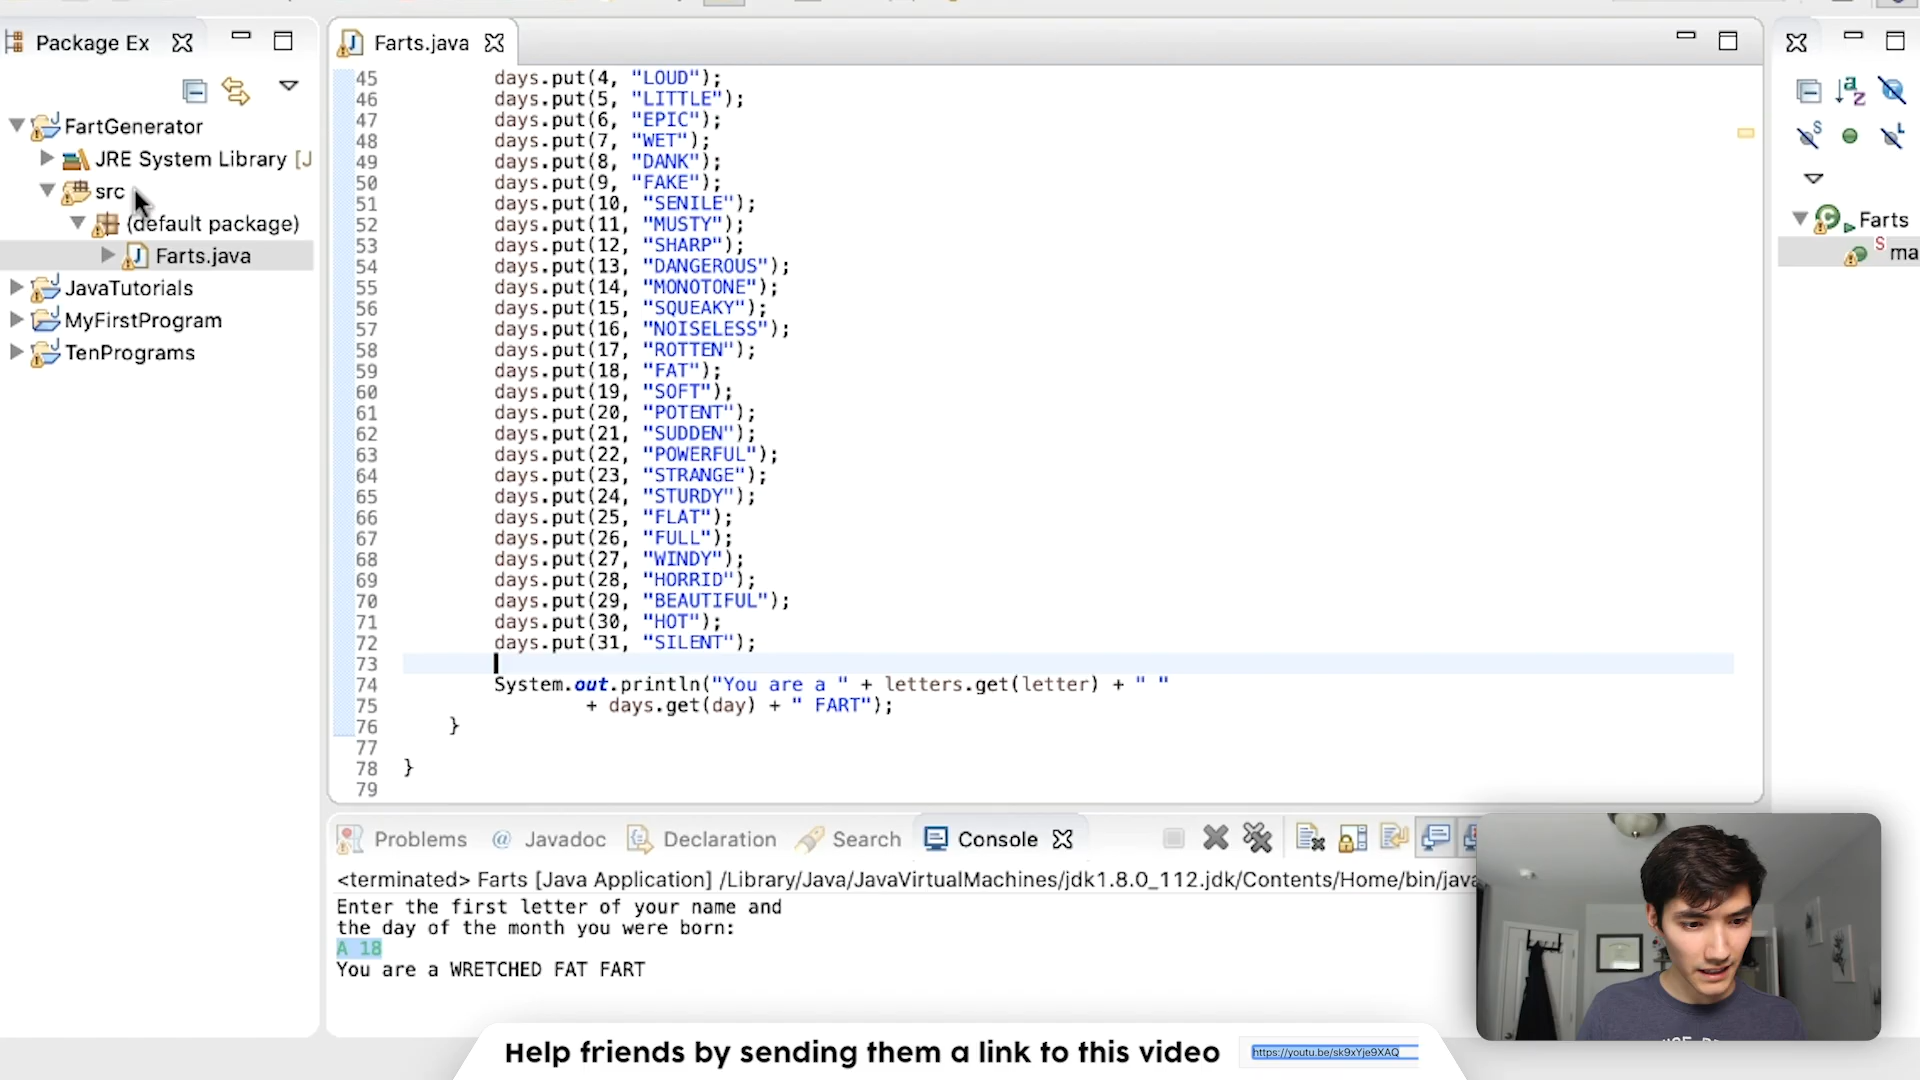 Package Ex
FartGenerator
JRE System Library [J
src
(default package)
Farts.java
JavaTutorials
MyFirstProgram
TenPrograms
Farts.java
45 days.put(4, "LOUD");
46 days.put(5, "LITTLE");
47 days.put(6, "EPIC");
48 days.put(7, "WET");
49 days.put(8, "DANK");
50 days.put(9, "FAKE");
51 days.put(10, "SENILE");
52 days.put(11, "MUSTY");
53 days.put(12, "SHARP");
54 days.put(13, "DANGEROUS");
55 days.put(14, "MONOTONE");
56 days.put(15, "SQUEAKY");
57 days.put(16, "NOISELESS");
58 days.put(17, "ROTTEN");
59 days.put(18, "FAT");
60 days.put(19, "SOFT");
61 days.put(20, "POTENT");
62 days.put(21, "SUDDEN");
63 days.put(22, "POWERFUL");
64 days.put(23, "STRANGE");
65 days.put(24, "STURDY");
66 days.put(25, "FLAT");
67 days.put(26, "FULL");
68 days.put(27, "WINDY");
69 days.put(28, "HORRID");
70 days.put(29, "BEAUTIFUL");
71 days.put(30, "HOT");
72 days.put(31, "SILENT");
73
74 System.out.println("You are a " + letters.get(letter) + " "
75 + days.get(day) + " FART");
76 }
77
78 }
79
Farts
ma
Problems @ Javadoc Declaration Search Console
<terminated> Farts [Java Application] /Library/Java/JavaVirtualMachines/jdk1.8.0_112.jdk/Contents/Home/bin/java
Enter the first letter of your name and
the day of the month you were born:
A 18
You are a WRETCHED FAT FART
Help friends by sending them a link to this video
https://youtu.be/sk9xYje9XAQ